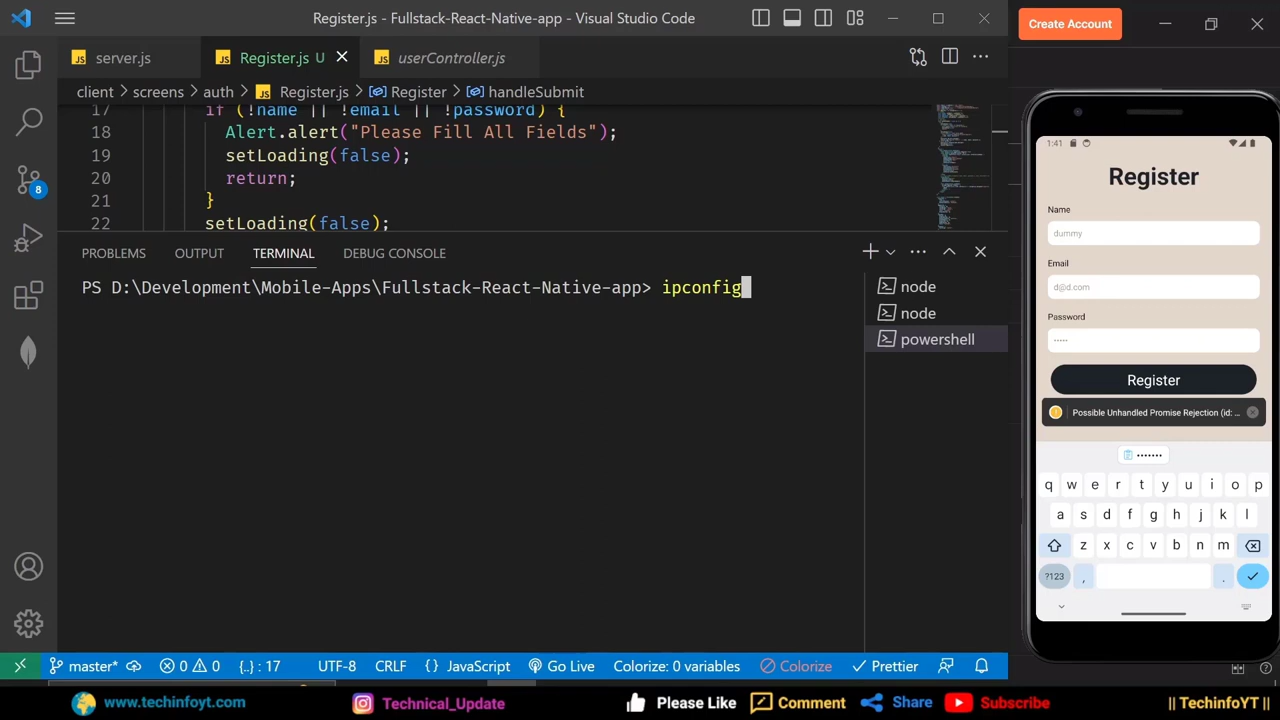 Register.js - Fullstack-React-Native-app - Visual Studio Code
Create Account
JS server.js
JS Register.js U
JS userController.js
client > screens > auth > JS Register.js > Register > handleSubmit
17 if (!name || !email || !password) {
18 Alert.alert("Please Fill All Fields");
19 setLoading(false);
20 return;
21 }
22 setLoading(false);
8
PROBLEMS OUTPUT TERMINAL DEBUG CONSOLE
PS D:\Development\Mobile-Apps\Fullstack-React-Native-app> ipconfig
node
node
powershell
1:41
Register
Name
dummy
Email
d@d.com
Password
•••••
Register
Possible Unhandled Promise Rejection (id: ...
•••••••
q w e r t y u i o p
a s d f g h j k l
z x c v b n m
?123 , .
master* 0 0 {..} : 17 UTF-8 CRLF {} JavaScript Go Live Colorize: 0 variables Colorize Prettier
www.techinfoyt.com Technical_Update Please Like Comment Share Subscribe || TechinfoYT ||